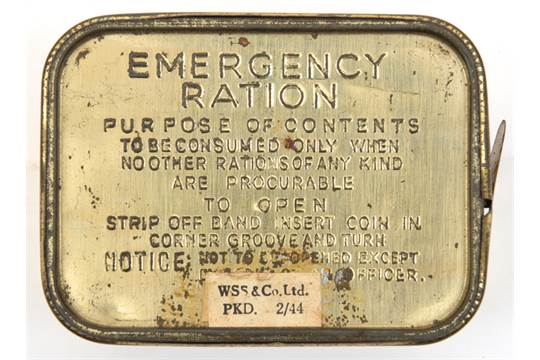 EMERGENCY
RATION
PURPOSE OF CONTENTS
TO BE CONSUMED ONLY WHEN
NO OTHER RATIONS OF ANY KIND
ARE PROCURABLE
TO OPEN
STRIP OFF BAND INSERT COIN IN
CORNER GROOVE AND TURN
NOTICE NOT TO BE OPENED EXCEPT
OFFICER.
WSS & Co., Ltd.
PKD. 2/44